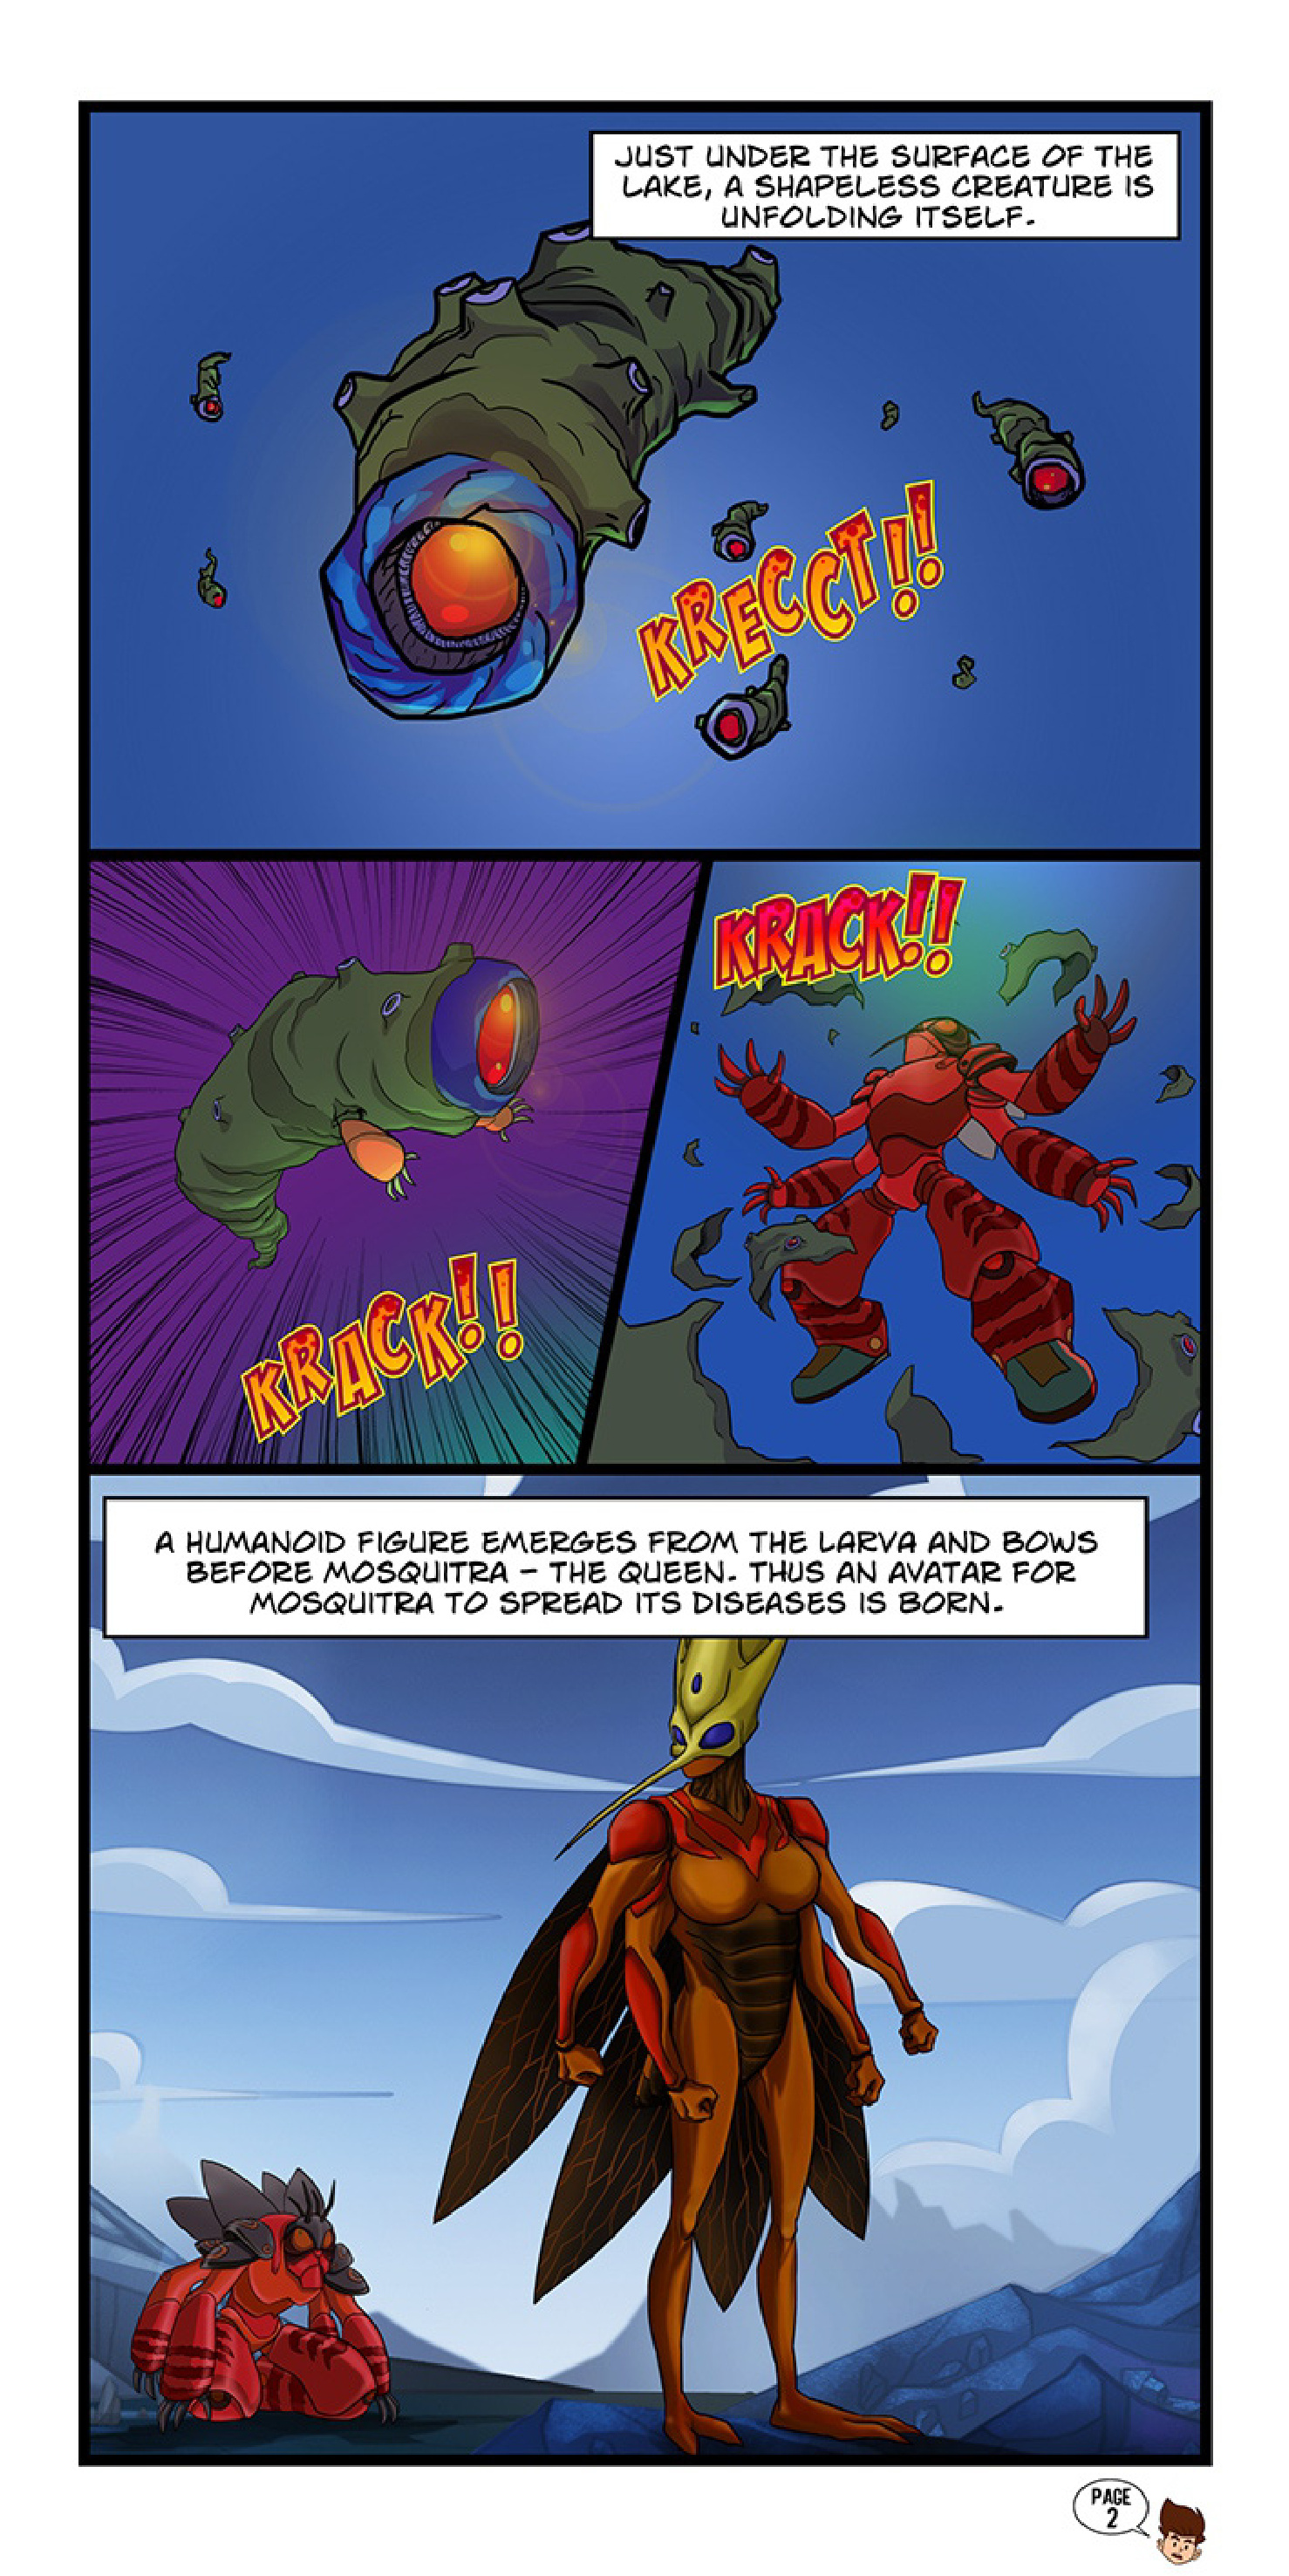 JUST UNDER THE SURFACE OF THE
LAKE, A SHAPELESS CREATURE IS
UNFOLDING ITSELF.
KRECCT!!
KRACK!!
KRACK!!
A HUMANOID FIGURE EMERGES FROM THE LARVA AND BOWS
BEFORE MOSQUITRA - THE QUEEN. THUS AN AVATAR FOR
MOSQUITRA TO SPREAD ITS DISEASES IS BORN.
PAGE
2